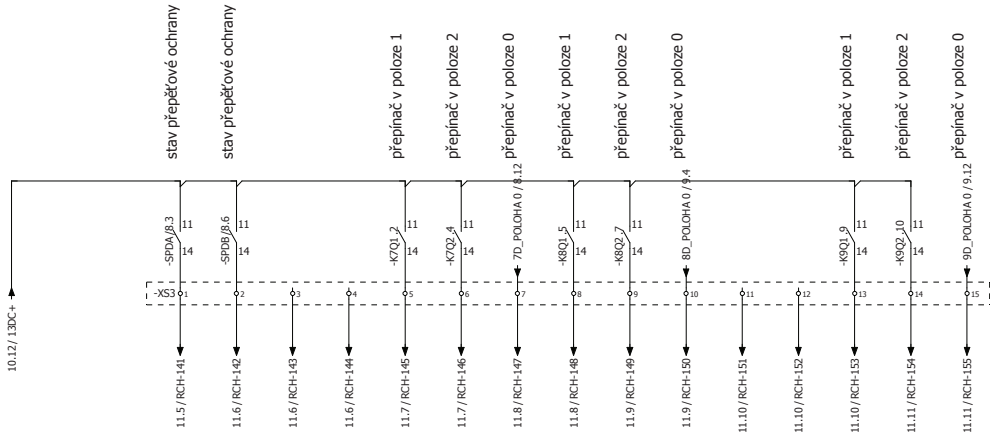 stav přepěťové ochrany
stav přepěťové ochrany
přepínač v poloze 1
přepínač v poloze 2
přepínač v poloze 0
přepínač v poloze 1
přepínač v poloze 2
přepínač v poloze 0
přepínač v poloze 1
přepínač v poloze 2
přepínač v poloze 0
10.12 / 13DC+
-SPDA /8.3
11
14
-SPDB /8.6
11
14
-K7Q1_2
11
14
-K7Q2_4
11
14
7D_POLOHA 0 / 8.12
-K8Q1_5
11
14
-K8Q2_7
11
14
8D_POLOHA 0 / 9.4
-K9Q1_9
11
14
-K9Q2_10
11
14
9D_POLOHA 0 / 9.12
-XS3
1
2
3
4
5
6
7
8
9
10
11
12
13
14
15
11.5 / RCH-141
11.6 / RCH-142
11.6 / RCH-143
11.6 / RCH-144
11.7 / RCH-145
11.7 / RCH-146
11.8 / RCH-147
11.8 / RCH-148
11.9 / RCH-149
11.9 / RCH-150
11.10 / RCH-151
11.10 / RCH-152
11.10 / RCH-153
11.11 / RCH-154
11.11 / RCH-155